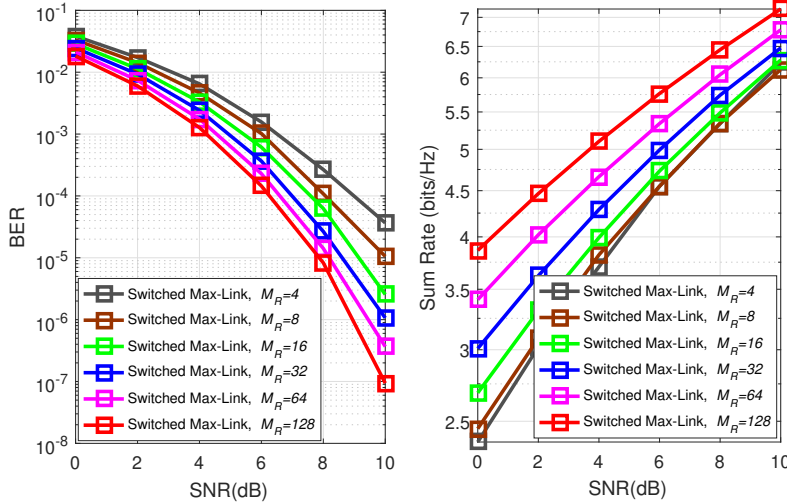 10^-1
10^-2
10^-3
10^-4
10^-5
10^-6
10^-7
10^-8
BER
0 2 4 6 8 10
SNR(dB)
Switched Max-Link, M_R=4
Switched Max-Link, M_R=8
Switched Max-Link, M_R=16
Switched Max-Link, M_R=32
Switched Max-Link, M_R=64
Switched Max-Link, M_R=128
7
6.5
6
5.5
5
4.5
4
3.5
3
2.5
Sum Rate (bits/Hz)
0 2 4 6 8 10
SNR(dB)
Switched Max-Link, M_R=4
Switched Max-Link, M_R=8
Switched Max-Link, M_R=16
Switched Max-Link, M_R=32
Switched Max-Link, M_R=64
Switched Max-Link, M_R=128